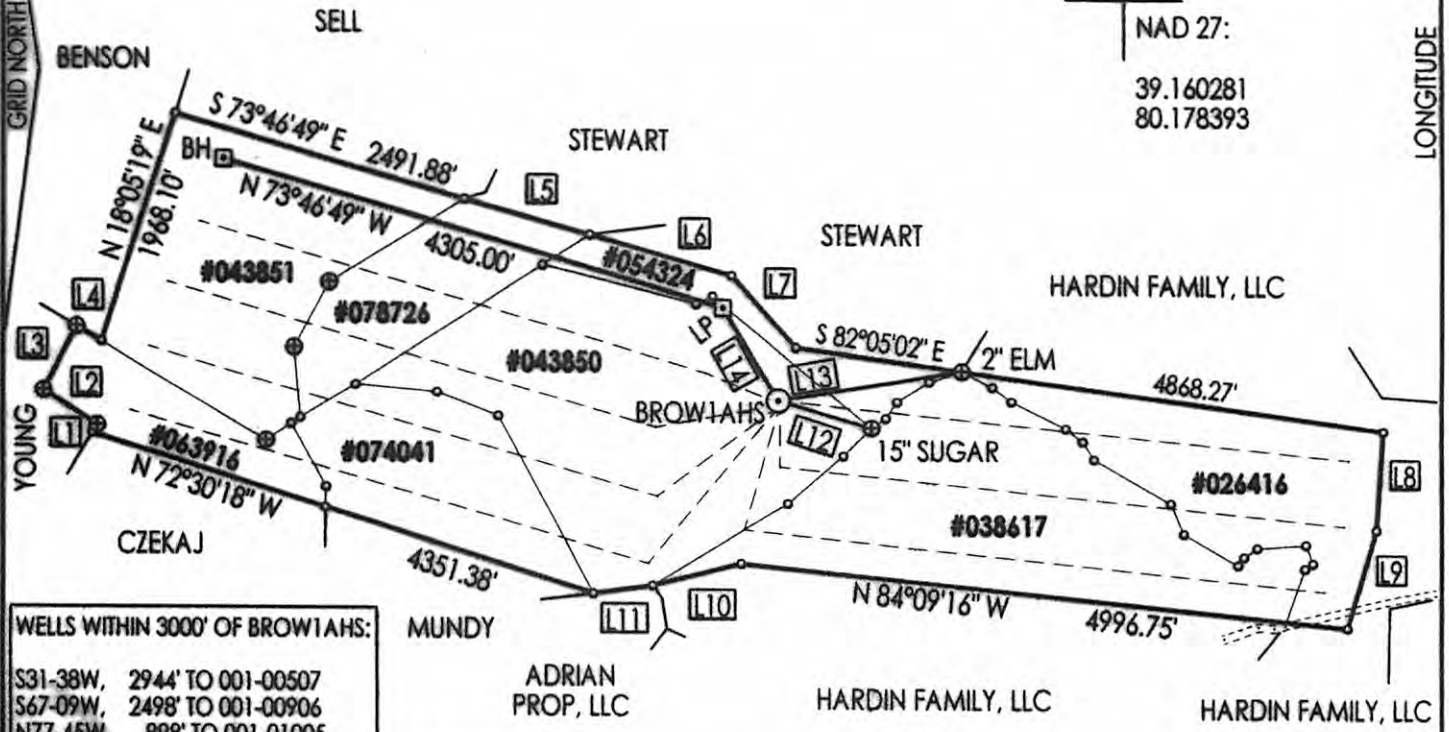 GRID NORTH
SELL
BENSON
NAD 27:
39.160281
80.178393
LONGITUDE
S 73°46'49" E 2491.88'
STEWART
BH
N 73°46'49" W
4305.00'
N 18°05'19" E
1968.10'
L5
L6
#054324
STEWART
L7
HARDIN FAMILY, LLC
#043851
#078726
L4
L3
L2
L1
YOUNG
LP
L14
S 82°05'02" E
2" ELM
4868.27'
#043850
L13
BROW1AHS
L12
15" SUGAR
#063916
#074041
N 72°30'18" W
CZEKAJ
#026416
L8
#038617
4351.38'
L9
N 84°09'16" W
4996.75'
L10
L11
WELLS WITHIN 3000' OF BROW1AHS:
MUNDY
S31-38W, 2944' TO 001-00507
S67-09W, 2498' TO 001-00906
ADRIAN
PROP, LLC
HARDIN FAMILY, LLC
HARDIN FAMILY, LLC